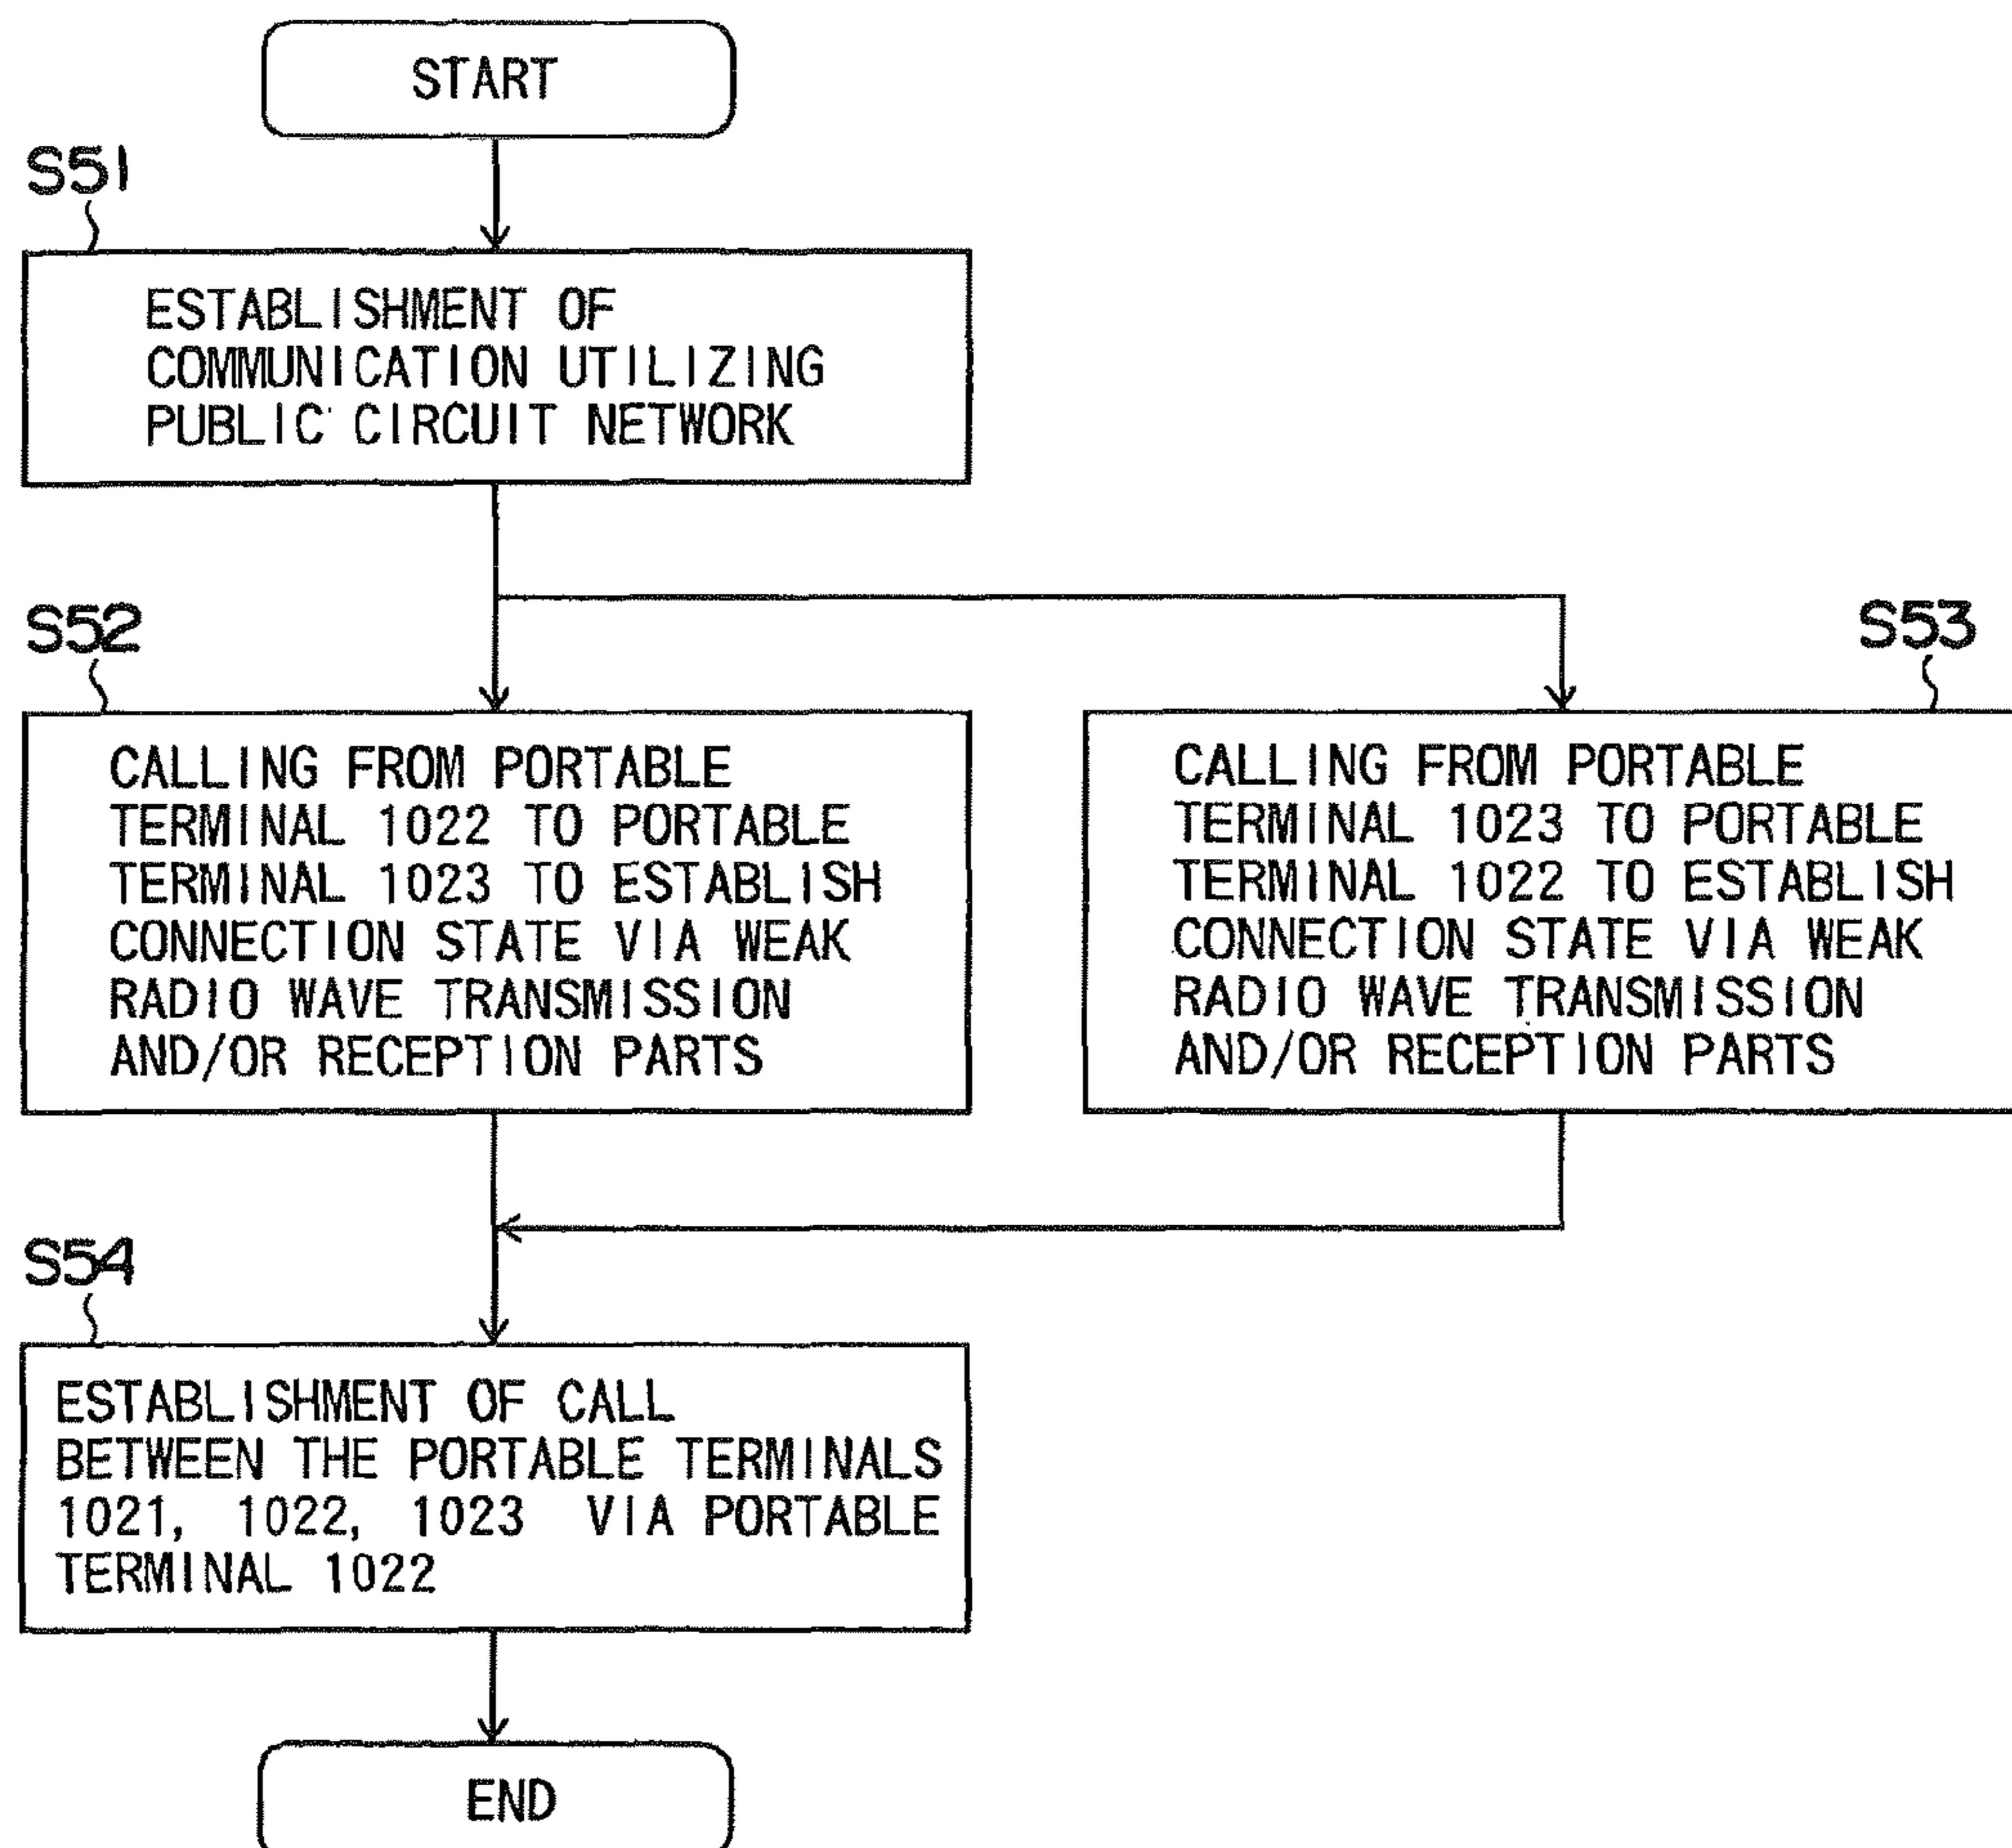 START
S51
ESTABLISHMENT OF
COMMUNICATION UTILIZING
PUBLIC CIRCUIT NETWORK
S52
CALLING FROM PORTABLE
TERMINAL 1022 TO PORTABLE
TERMINAL 1023 TO ESTABLISH
CONNECTION STATE VIA WEAK
RADIO WAVE TRANSMISSION
AND/OR RECEPTION PARTS
S53
CALLING FROM PORTABLE
TERMINAL 1023 TO PORTABLE
TERMINAL 1022 TO ESTABLISH
CONNECTION STATE VIA WEAK
RADIO WAVE TRANSMISSION
AND/OR RECEPTION PARTS
S54
ESTABLISHMENT OF CALL
BETWEEN THE PORTABLE TERMINALS
1021, 1022, 1023 VIA PORTABLE
TERMINAL 1022
END